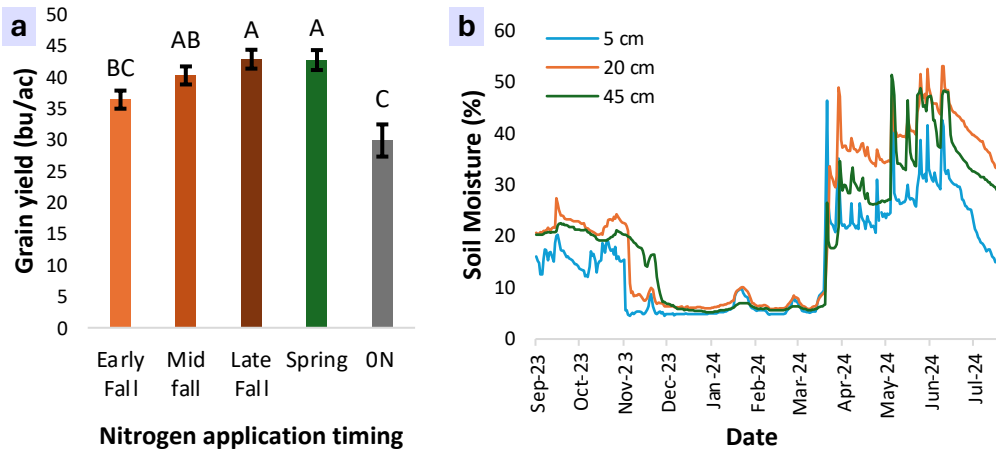 a
Grain yield (bu/ac)
50
45
40
35
30
25
20
15
10
5
0
BC
AB
A
A
C
Early Fall
Mid fall
Late Fall
Spring
0N
Nitrogen application timing
b
Soil Moisture (%)
60
50
40
30
20
10
0
5 cm
20 cm
45 cm
Sep-23
Oct-23
Nov-23
Dec-23
Jan-24
Feb-24
Mar-24
Apr-24
May-24
Jun-24
Jul-24
Date